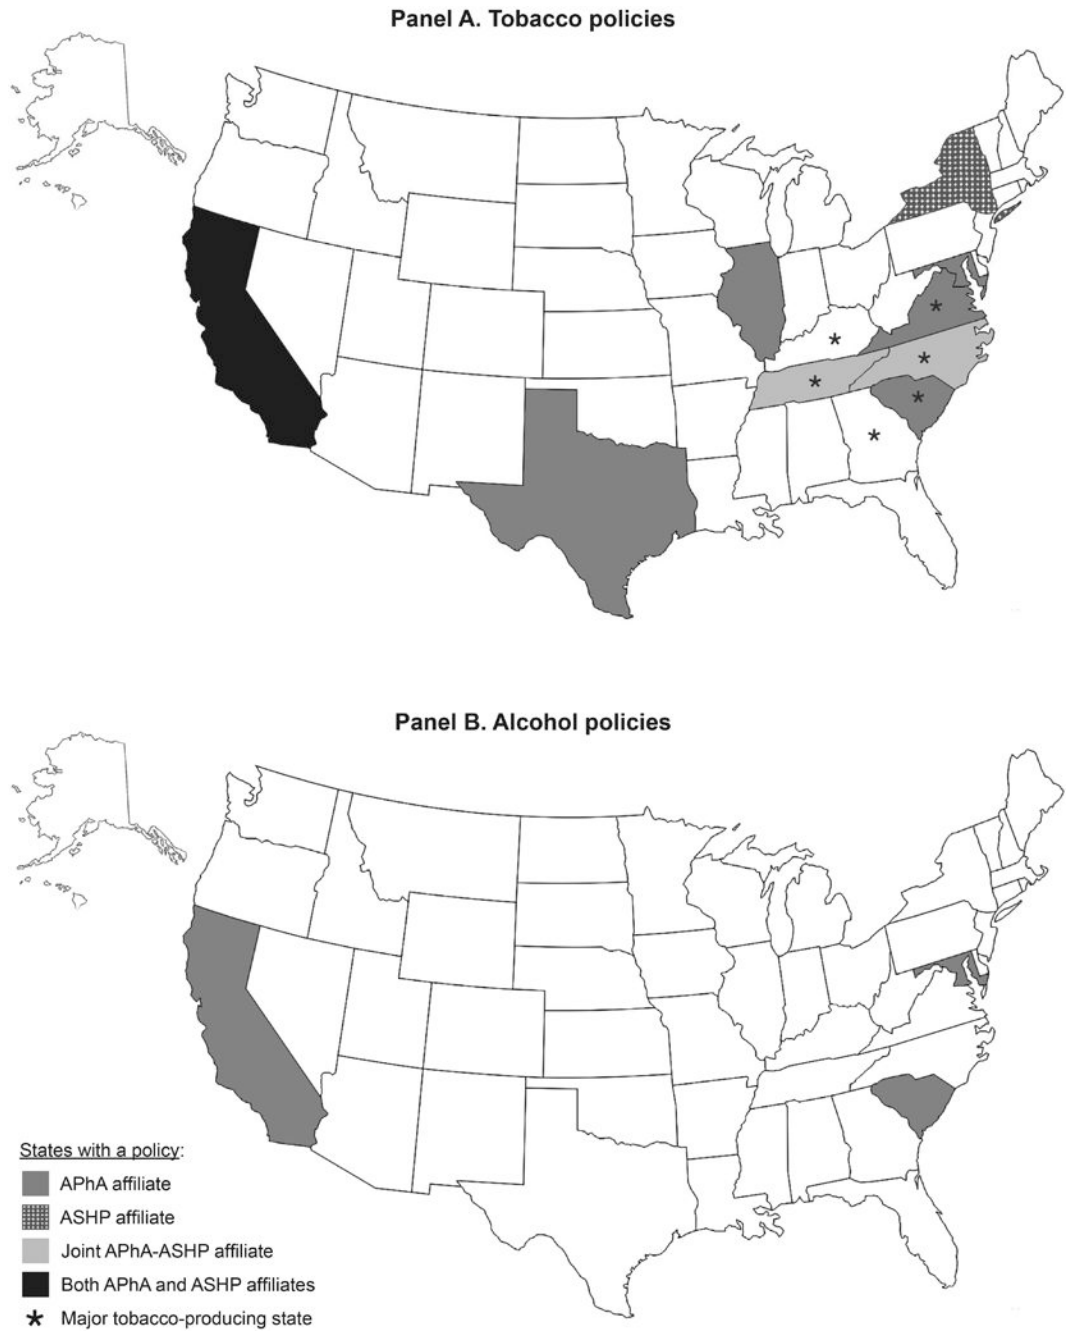 Panel A. Tobacco policies
*
*
*
*
*
*
Panel B. Alcohol policies
States with a policy:
APhA affiliate
ASHP affiliate
Joint APhA-ASHP affiliate
Both APhA and ASHP affiliates
* Major tobacco-producing state